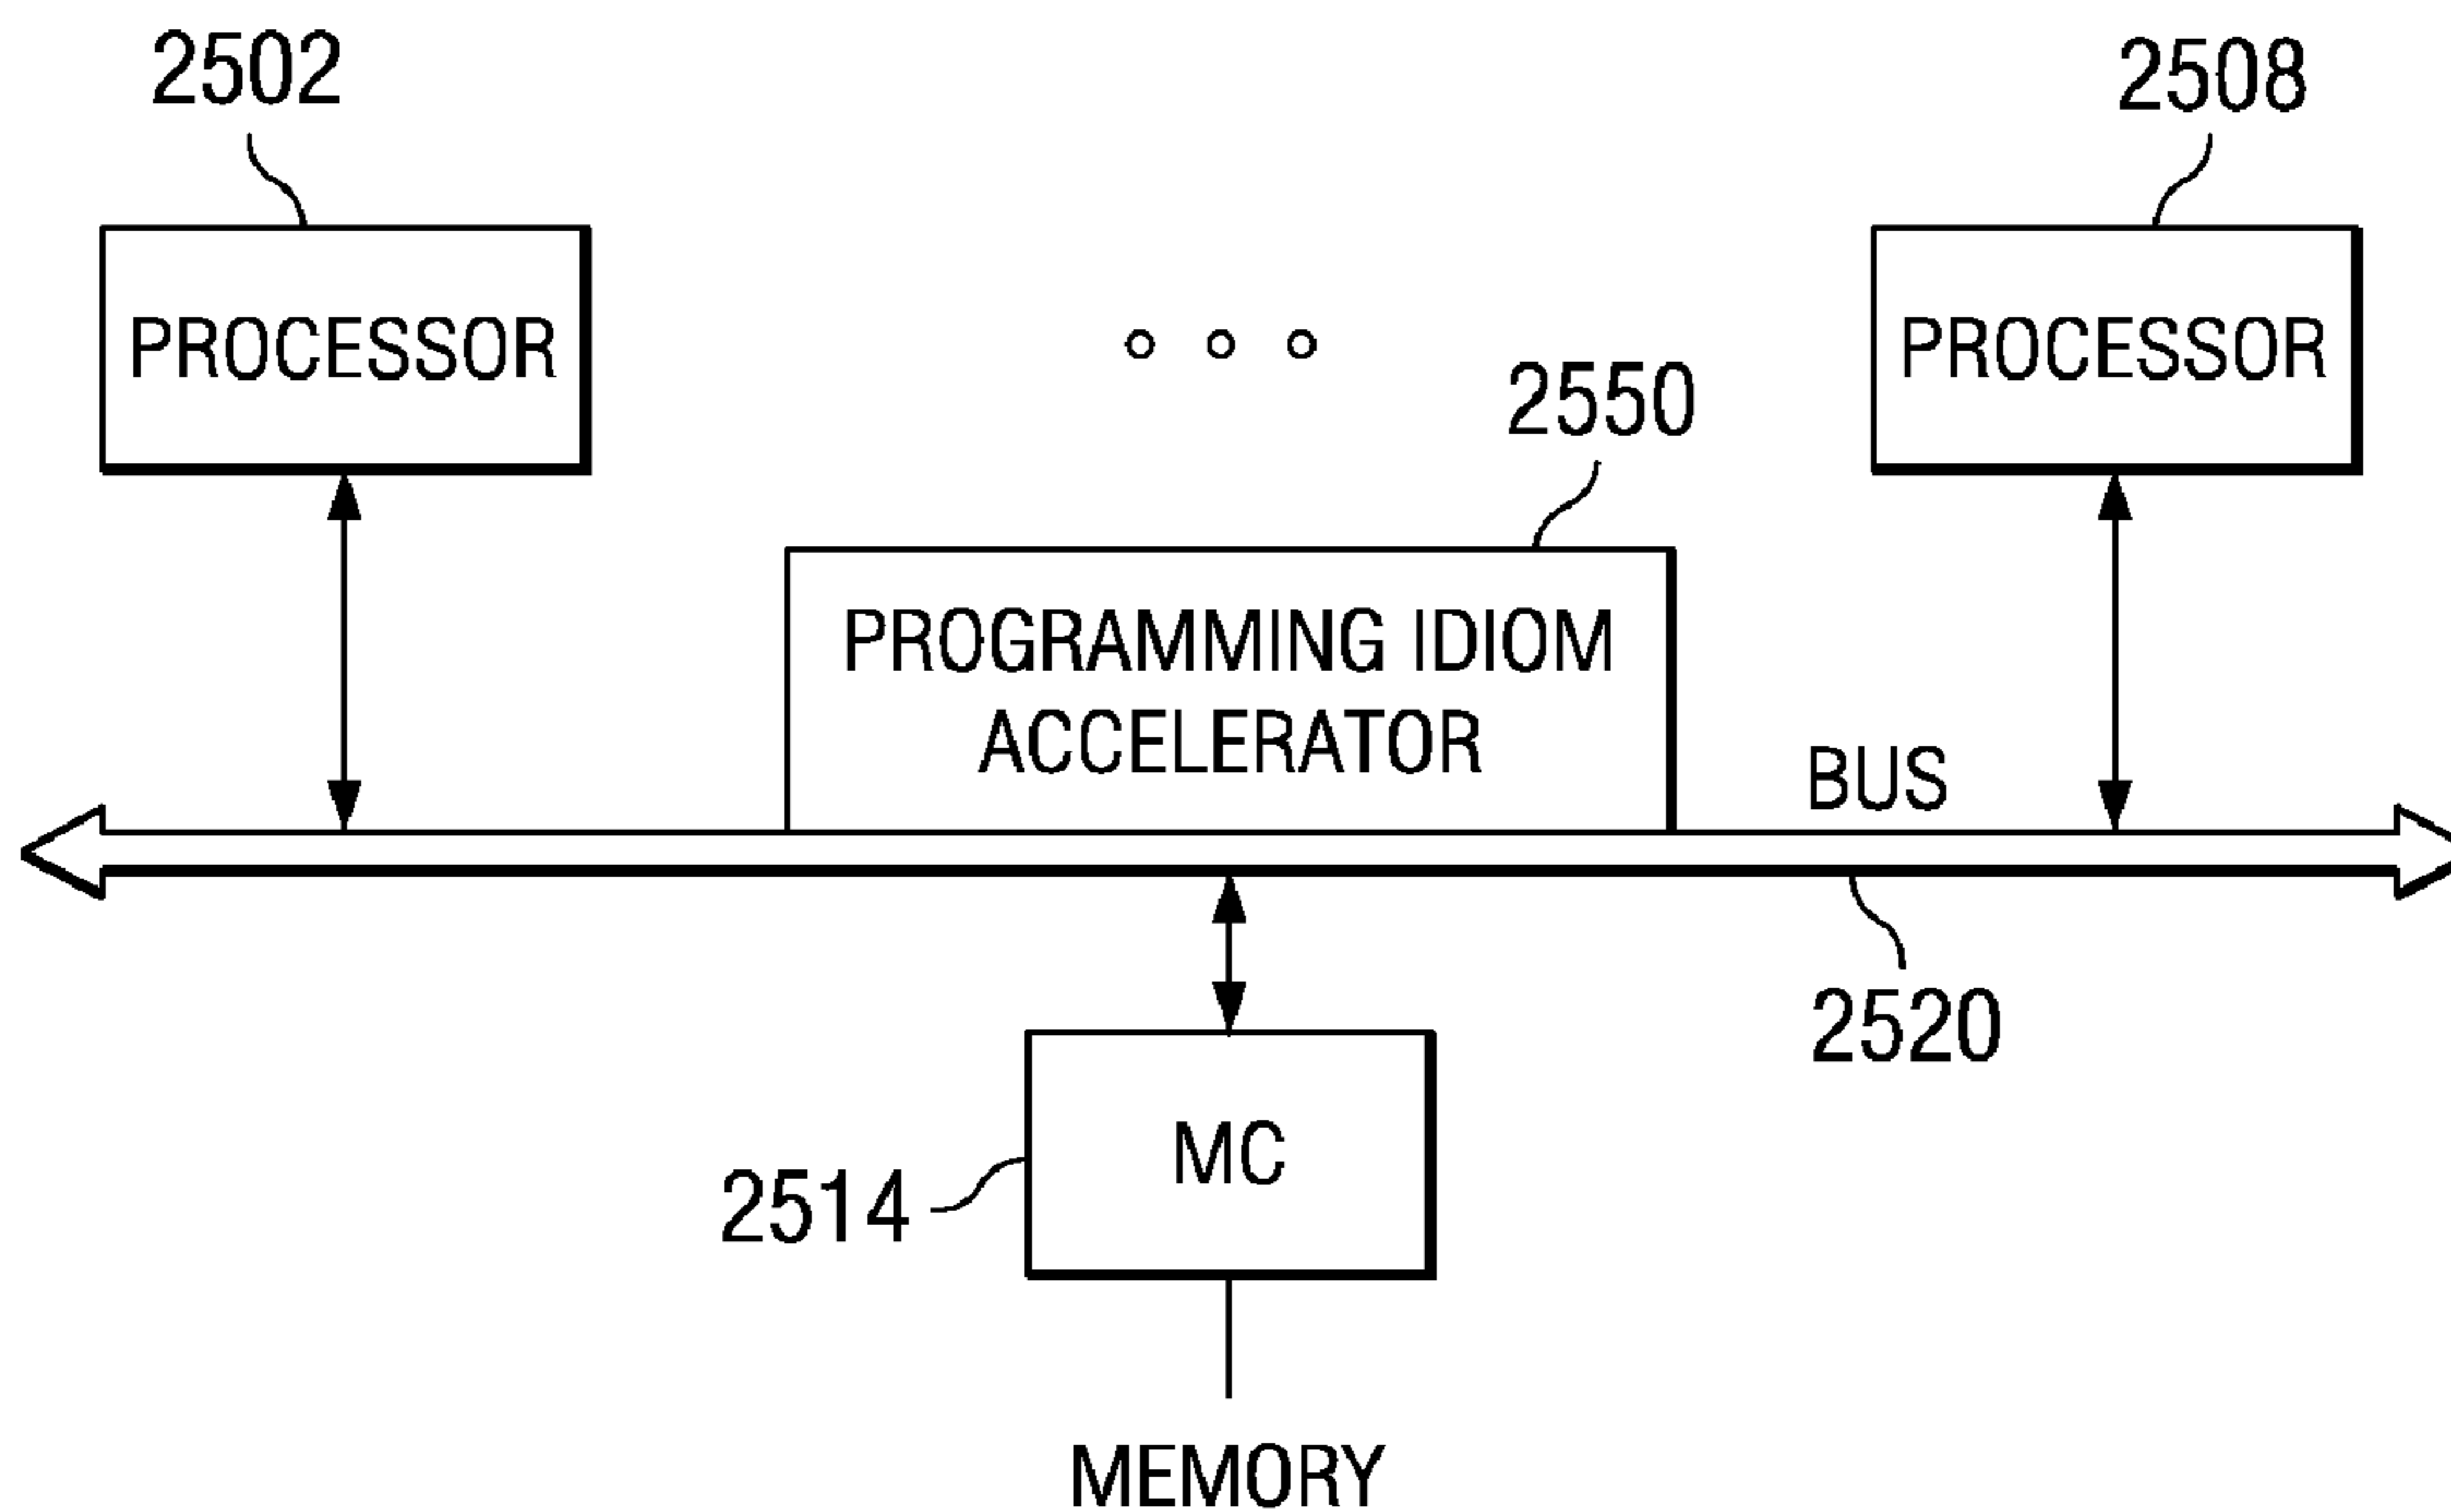 2502
2508
PROCESSOR
PROCESSOR
2550
PROGRAMMING IDIOM
ACCELERATOR
BUS
2520
MC
2514
MEMORY